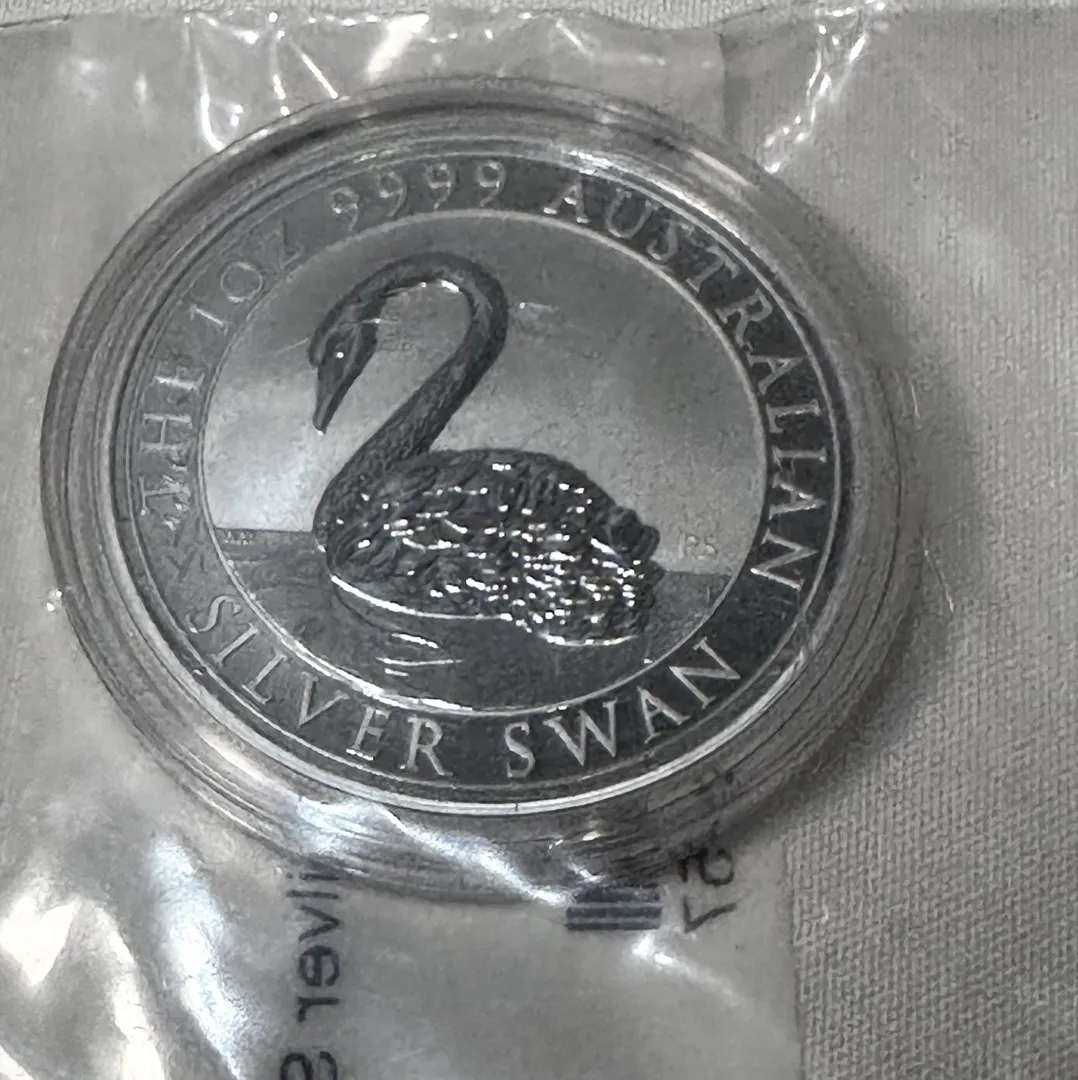 THE 1OZ 9999 AUSTRALIAN
SILVER SWAN